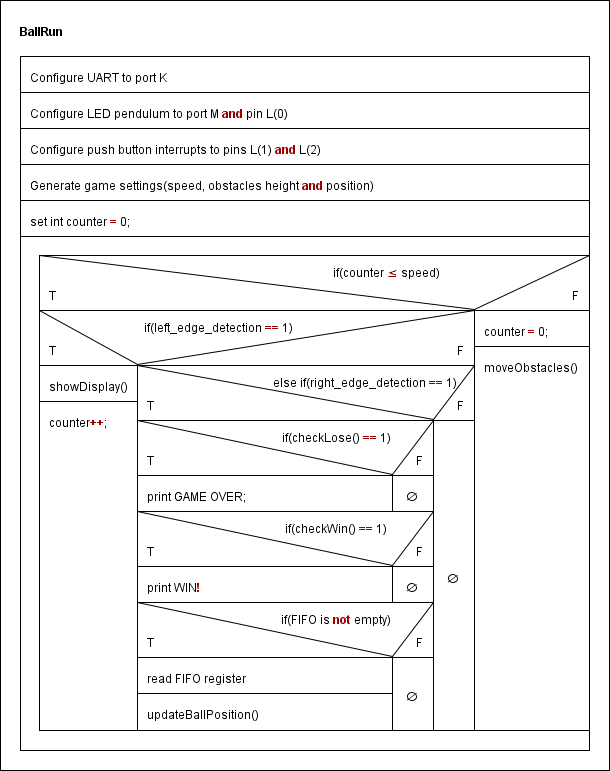 BallRun
Configure UART to port K
Configure LED pendulum to port M and pin L(0)
Configure push button interrupts to pins L(1) and L(2)
Generate game settings(speed, obstacles height and position)
set int counter = 0;
if(counter ≤ speed)
T
F
if(left_edge_detection == 1)
T
F
counter = 0;
moveObstacles()
showDisplay()
counter++;
else if(right_edge_detection == 1)
T
F
if(checkLose() == 1)
T
F
print GAME OVER;
∅
if(checkWin() == 1)
T
F
print WIN!
∅
∅
if(FIFO is not empty)
T
F
read FIFO register
updateBallPosition()
∅